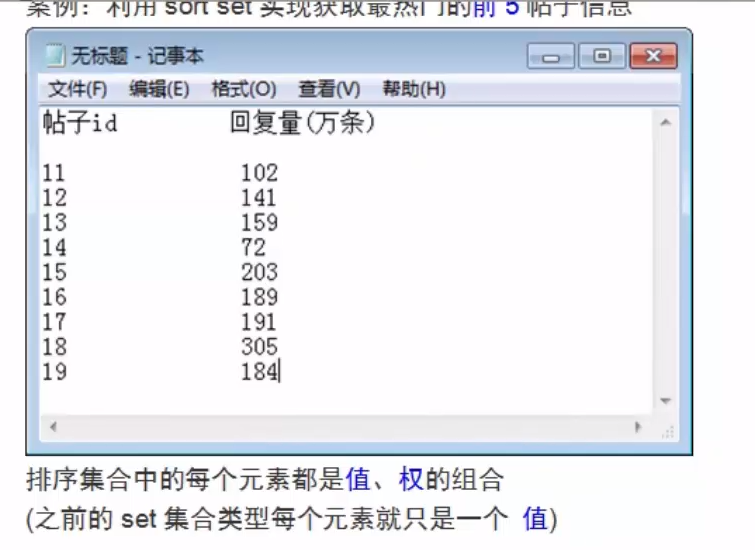 案例：利用 sort set 实现获取最热门的前 5 帖子信息
无标题 - 记事本
文件(F) 编辑(E) 格式(O) 查看(V) 帮助(H)
帖子id 回复量(万条)
11 102
12 141
13 159
14 72
15 203
16 189
17 191
18 305
19 184
排序集合中的每个元素都是值、权的组合
(之前的 set 集合类型每个元素就只是一个 值)